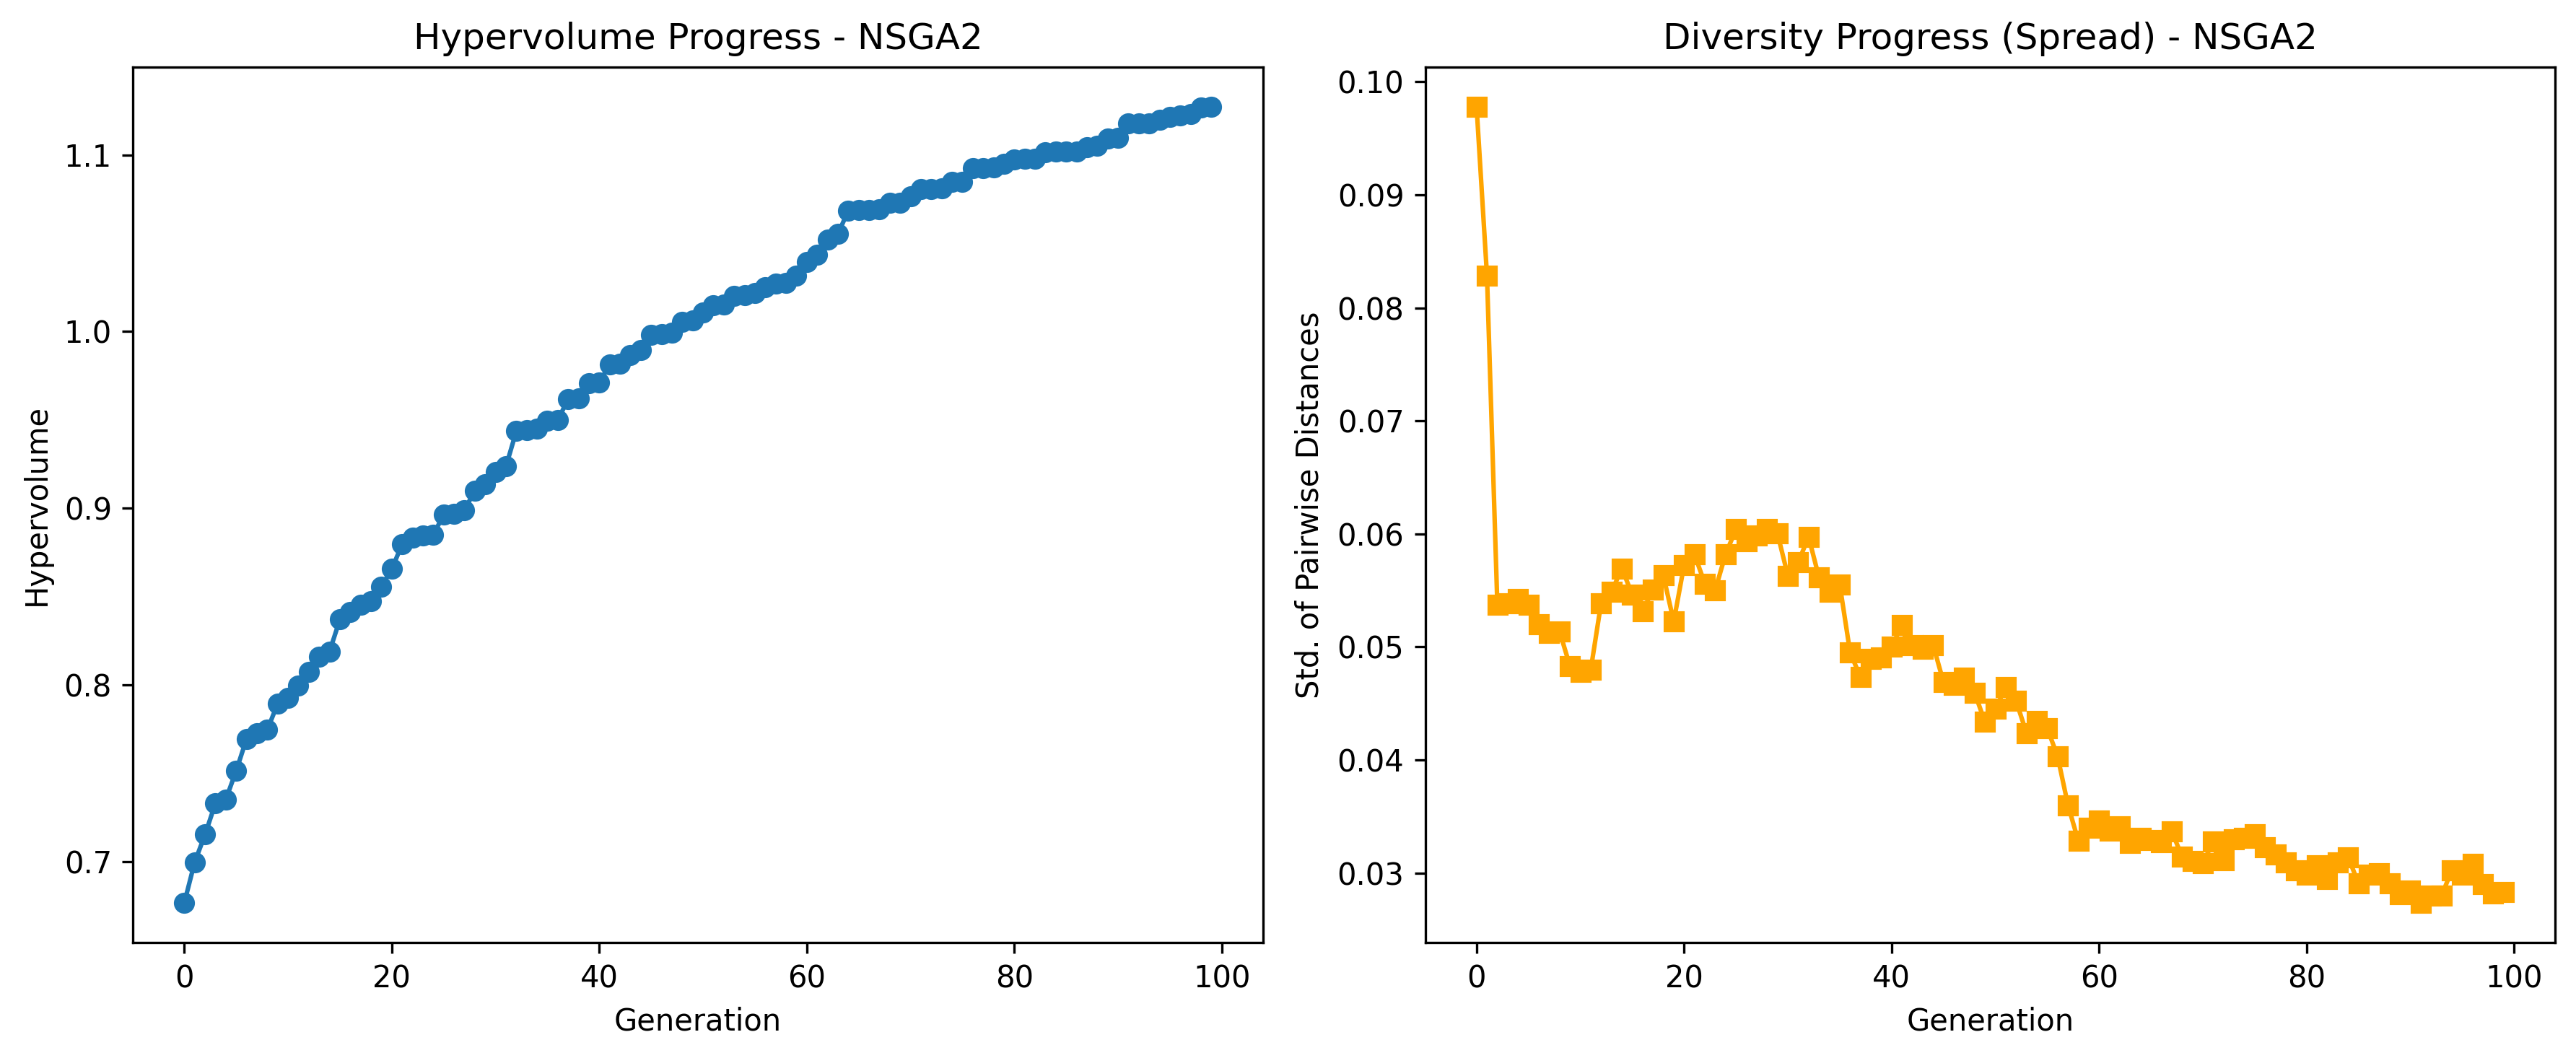 Hypervolume Progress - NSGA2
Hypervolume
1.1
1.0
0.9
0.8
0.7
0 20 40 60 80 100
Generation
Diversity Progress (Spread) - NSGA2
Std. of Pairwise Distances
0.10
0.09
0.08
0.07
0.06
0.05
0.04
0.03
0 20 40 60 80 100
Generation